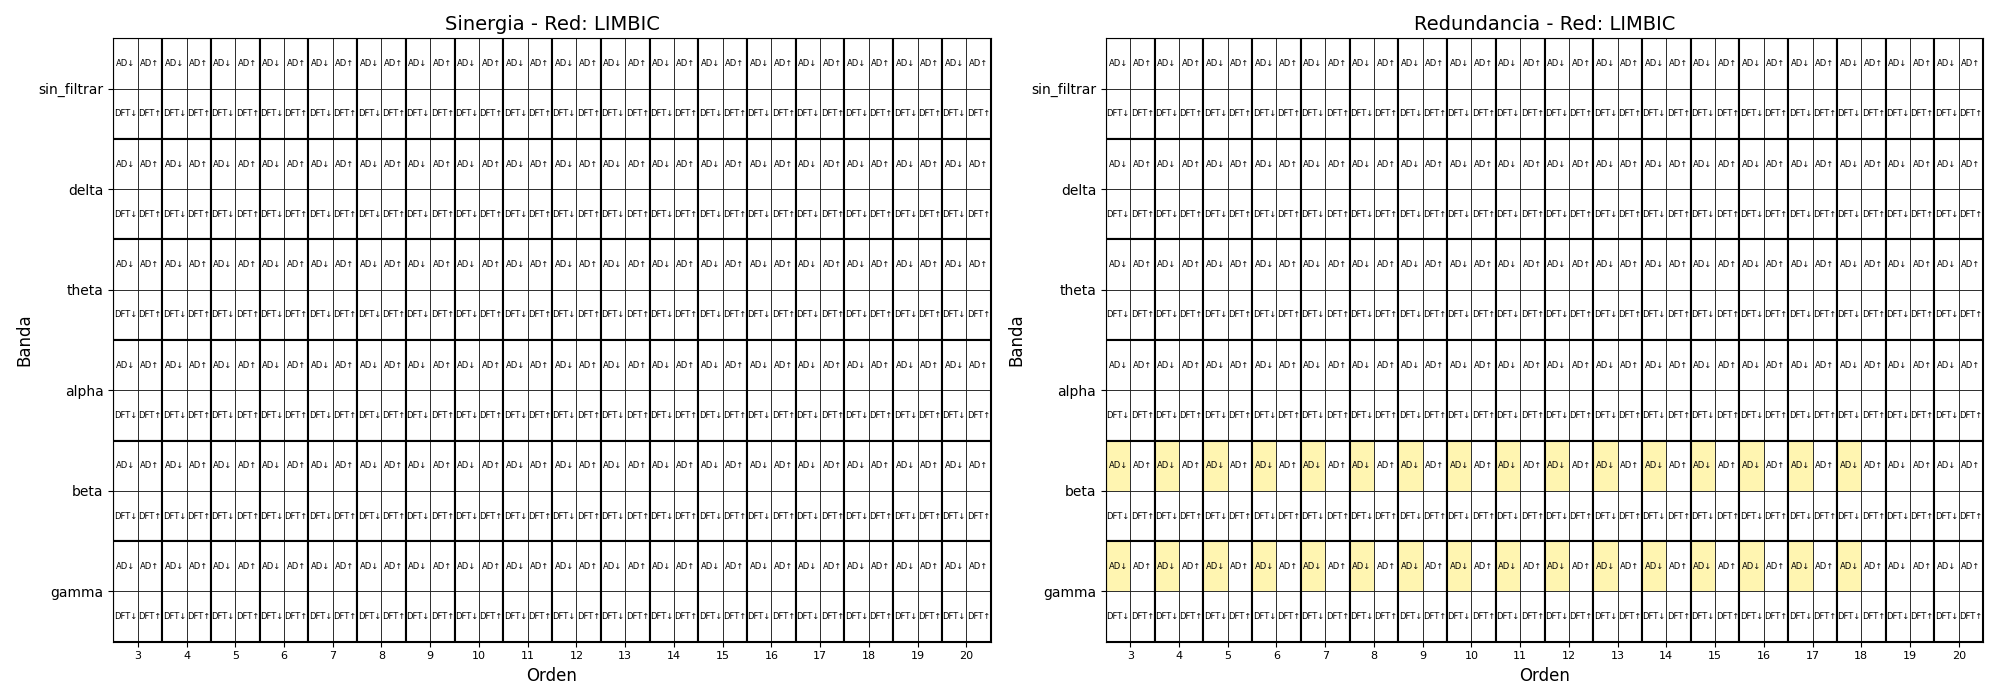 Sinergia - Red: LIMBIC
Banda
sin_filtrar
AD↓ AD↑ AD↓ AD↑ AD↓ AD↑ AD↓ AD↑ AD↓ AD↑ AD↓ AD↑ AD↓ AD↑ AD↓ AD↑ AD↓ AD↑ AD↓ AD↑ AD↓ AD↑ AD↓ AD↑ AD↓ AD↑ AD↓ AD↑ AD↓ AD↑ AD↓ AD↑ AD↓ AD↑ AD↓ AD↑
DFT↓ DFT↑ DFT↓ DFT↑ DFT↓ DFT↑ DFT↓ DFT↑ DFT↓ DFT↑ DFT↓ DFT↑ DFT↓ DFT↑ DFT↓ DFT↑ DFT↓ DFT↑ DFT↓ DFT↑ DFT↓ DFT↑ DFT↓ DFT↑ DFT↓ DFT↑ DFT↓ DFT↑ DFT↓ DFT↑ DFT↓ DFT↑ DFT↓ DFT↑ DFT↓ DFT↑
delta
AD↓ AD↑ AD↓ AD↑ AD↓ AD↑ AD↓ AD↑ AD↓ AD↑ AD↓ AD↑ AD↓ AD↑ AD↓ AD↑ AD↓ AD↑ AD↓ AD↑ AD↓ AD↑ AD↓ AD↑ AD↓ AD↑ AD↓ AD↑ AD↓ AD↑ AD↓ AD↑ AD↓ AD↑ AD↓ AD↑
DFT↓ DFT↑ DFT↓ DFT↑ DFT↓ DFT↑ DFT↓ DFT↑ DFT↓ DFT↑ DFT↓ DFT↑ DFT↓ DFT↑ DFT↓ DFT↑ DFT↓ DFT↑ DFT↓ DFT↑ DFT↓ DFT↑ DFT↓ DFT↑ DFT↓ DFT↑ DFT↓ DFT↑ DFT↓ DFT↑ DFT↓ DFT↑ DFT↓ DFT↑ DFT↓ DFT↑
theta
AD↓ AD↑ AD↓ AD↑ AD↓ AD↑ AD↓ AD↑ AD↓ AD↑ AD↓ AD↑ AD↓ AD↑ AD↓ AD↑ AD↓ AD↑ AD↓ AD↑ AD↓ AD↑ AD↓ AD↑ AD↓ AD↑ AD↓ AD↑ AD↓ AD↑ AD↓ AD↑ AD↓ AD↑ AD↓ AD↑
DFT↓ DFT↑ DFT↓ DFT↑ DFT↓ DFT↑ DFT↓ DFT↑ DFT↓ DFT↑ DFT↓ DFT↑ DFT↓ DFT↑ DFT↓ DFT↑ DFT↓ DFT↑ DFT↓ DFT↑ DFT↓ DFT↑ DFT↓ DFT↑ DFT↓ DFT↑ DFT↓ DFT↑ DFT↓ DFT↑ DFT↓ DFT↑ DFT↓ DFT↑ DFT↓ DFT↑
alpha
AD↓ AD↑ AD↓ AD↑ AD↓ AD↑ AD↓ AD↑ AD↓ AD↑ AD↓ AD↑ AD↓ AD↑ AD↓ AD↑ AD↓ AD↑ AD↓ AD↑ AD↓ AD↑ AD↓ AD↑ AD↓ AD↑ AD↓ AD↑ AD↓ AD↑ AD↓ AD↑ AD↓ AD↑ AD↓ AD↑
DFT↓ DFT↑ DFT↓ DFT↑ DFT↓ DFT↑ DFT↓ DFT↑ DFT↓ DFT↑ DFT↓ DFT↑ DFT↓ DFT↑ DFT↓ DFT↑ DFT↓ DFT↑ DFT↓ DFT↑ DFT↓ DFT↑ DFT↓ DFT↑ DFT↓ DFT↑ DFT↓ DFT↑ DFT↓ DFT↑ DFT↓ DFT↑ DFT↓ DFT↑ DFT↓ DFT↑
beta
AD↓ AD↑ AD↓ AD↑ AD↓ AD↑ AD↓ AD↑ AD↓ AD↑ AD↓ AD↑ AD↓ AD↑ AD↓ AD↑ AD↓ AD↑ AD↓ AD↑ AD↓ AD↑ AD↓ AD↑ AD↓ AD↑ AD↓ AD↑ AD↓ AD↑ AD↓ AD↑ AD↓ AD↑ AD↓ AD↑
DFT↓ DFT↑ DFT↓ DFT↑ DFT↓ DFT↑ DFT↓ DFT↑ DFT↓ DFT↑ DFT↓ DFT↑ DFT↓ DFT↑ DFT↓ DFT↑ DFT↓ DFT↑ DFT↓ DFT↑ DFT↓ DFT↑ DFT↓ DFT↑ DFT↓ DFT↑ DFT↓ DFT↑ DFT↓ DFT↑ DFT↓ DFT↑ DFT↓ DFT↑ DFT↓ DFT↑
gamma
AD↓ AD↑ AD↓ AD↑ AD↓ AD↑ AD↓ AD↑ AD↓ AD↑ AD↓ AD↑ AD↓ AD↑ AD↓ AD↑ AD↓ AD↑ AD↓ AD↑ AD↓ AD↑ AD↓ AD↑ AD↓ AD↑ AD↓ AD↑ AD↓ AD↑ AD↓ AD↑ AD↓ AD↑ AD↓ AD↑
DFT↓ DFT↑ DFT↓ DFT↑ DFT↓ DFT↑ DFT↓ DFT↑ DFT↓ DFT↑ DFT↓ DFT↑ DFT↓ DFT↑ DFT↓ DFT↑ DFT↓ DFT↑ DFT↓ DFT↑ DFT↓ DFT↑ DFT↓ DFT↑ DFT↓ DFT↑ DFT↓ DFT↑ DFT↓ DFT↑ DFT↓ DFT↑ DFT↓ DFT↑ DFT↓ DFT↑
3 4 5 6 7 8 9 10 11 12 13 14 15 16 17 18 19 20
Orden
Redundancia - Red: LIMBIC
Banda
sin_filtrar
AD↓ AD↑ AD↓ AD↑ AD↓ AD↑ AD↓ AD↑ AD↓ AD↑ AD↓ AD↑ AD↓ AD↑ AD↓ AD↑ AD↓ AD↑ AD↓ AD↑ AD↓ AD↑ AD↓ AD↑ AD↓ AD↑ AD↓ AD↑ AD↓ AD↑ AD↓ AD↑ AD↓ AD↑ AD↓ AD↑
DFT↓ DFT↑ DFT↓ DFT↑ DFT↓ DFT↑ DFT↓ DFT↑ DFT↓ DFT↑ DFT↓ DFT↑ DFT↓ DFT↑ DFT↓ DFT↑ DFT↓ DFT↑ DFT↓ DFT↑ DFT↓ DFT↑ DFT↓ DFT↑ DFT↓ DFT↑ DFT↓ DFT↑ DFT↓ DFT↑ DFT↓ DFT↑ DFT↓ DFT↑ DFT↓ DFT↑
delta
AD↓ AD↑ AD↓ AD↑ AD↓ AD↑ AD↓ AD↑ AD↓ AD↑ AD↓ AD↑ AD↓ AD↑ AD↓ AD↑ AD↓ AD↑ AD↓ AD↑ AD↓ AD↑ AD↓ AD↑ AD↓ AD↑ AD↓ AD↑ AD↓ AD↑ AD↓ AD↑ AD↓ AD↑ AD↓ AD↑
DFT↓ DFT↑ DFT↓ DFT↑ DFT↓ DFT↑ DFT↓ DFT↑ DFT↓ DFT↑ DFT↓ DFT↑ DFT↓ DFT↑ DFT↓ DFT↑ DFT↓ DFT↑ DFT↓ DFT↑ DFT↓ DFT↑ DFT↓ DFT↑ DFT↓ DFT↑ DFT↓ DFT↑ DFT↓ DFT↑ DFT↓ DFT↑ DFT↓ DFT↑ DFT↓ DFT↑
theta
AD↓ AD↑ AD↓ AD↑ AD↓ AD↑ AD↓ AD↑ AD↓ AD↑ AD↓ AD↑ AD↓ AD↑ AD↓ AD↑ AD↓ AD↑ AD↓ AD↑ AD↓ AD↑ AD↓ AD↑ AD↓ AD↑ AD↓ AD↑ AD↓ AD↑ AD↓ AD↑ AD↓ AD↑ AD↓ AD↑
DFT↓ DFT↑ DFT↓ DFT↑ DFT↓ DFT↑ DFT↓ DFT↑ DFT↓ DFT↑ DFT↓ DFT↑ DFT↓ DFT↑ DFT↓ DFT↑ DFT↓ DFT↑ DFT↓ DFT↑ DFT↓ DFT↑ DFT↓ DFT↑ DFT↓ DFT↑ DFT↓ DFT↑ DFT↓ DFT↑ DFT↓ DFT↑ DFT↓ DFT↑ DFT↓ DFT↑
alpha
AD↓ AD↑ AD↓ AD↑ AD↓ AD↑ AD↓ AD↑ AD↓ AD↑ AD↓ AD↑ AD↓ AD↑ AD↓ AD↑ AD↓ AD↑ AD↓ AD↑ AD↓ AD↑ AD↓ AD↑ AD↓ AD↑ AD↓ AD↑ AD↓ AD↑ AD↓ AD↑ AD↓ AD↑ AD↓ AD↑
DFT↓ DFT↑ DFT↓ DFT↑ DFT↓ DFT↑ DFT↓ DFT↑ DFT↓ DFT↑ DFT↓ DFT↑ DFT↓ DFT↑ DFT↓ DFT↑ DFT↓ DFT↑ DFT↓ DFT↑ DFT↓ DFT↑ DFT↓ DFT↑ DFT↓ DFT↑ DFT↓ DFT↑ DFT↓ DFT↑ DFT↓ DFT↑ DFT↓ DFT↑ DFT↓ DFT↑
beta
AD↓ AD↑ AD↓ AD↑ AD↓ AD↑ AD↓ AD↑ AD↓ AD↑ AD↓ AD↑ AD↓ AD↑ AD↓ AD↑ AD↓ AD↑ AD↓ AD↑ AD↓ AD↑ AD↓ AD↑ AD↓ AD↑ AD↓ AD↑ AD↓ AD↑ AD↓ AD↑ AD↓ AD↑ AD↓ AD↑
DFT↓ DFT↑ DFT↓ DFT↑ DFT↓ DFT↑ DFT↓ DFT↑ DFT↓ DFT↑ DFT↓ DFT↑ DFT↓ DFT↑ DFT↓ DFT↑ DFT↓ DFT↑ DFT↓ DFT↑ DFT↓ DFT↑ DFT↓ DFT↑ DFT↓ DFT↑ DFT↓ DFT↑ DFT↓ DFT↑ DFT↓ DFT↑ DFT↓ DFT↑ DFT↓ DFT↑
gamma
AD↓ AD↑ AD↓ AD↑ AD↓ AD↑ AD↓ AD↑ AD↓ AD↑ AD↓ AD↑ AD↓ AD↑ AD↓ AD↑ AD↓ AD↑ AD↓ AD↑ AD↓ AD↑ AD↓ AD↑ AD↓ AD↑ AD↓ AD↑ AD↓ AD↑ AD↓ AD↑ AD↓ AD↑ AD↓ AD↑
DFT↓ DFT↑ DFT↓ DFT↑ DFT↓ DFT↑ DFT↓ DFT↑ DFT↓ DFT↑ DFT↓ DFT↑ DFT↓ DFT↑ DFT↓ DFT↑ DFT↓ DFT↑ DFT↓ DFT↑ DFT↓ DFT↑ DFT↓ DFT↑ DFT↓ DFT↑ DFT↓ DFT↑ DFT↓ DFT↑ DFT↓ DFT↑ DFT↓ DFT↑ DFT↓ DFT↑
3 4 5 6 7 8 9 10 11 12 13 14 15 16 17 18 19 20
Orden